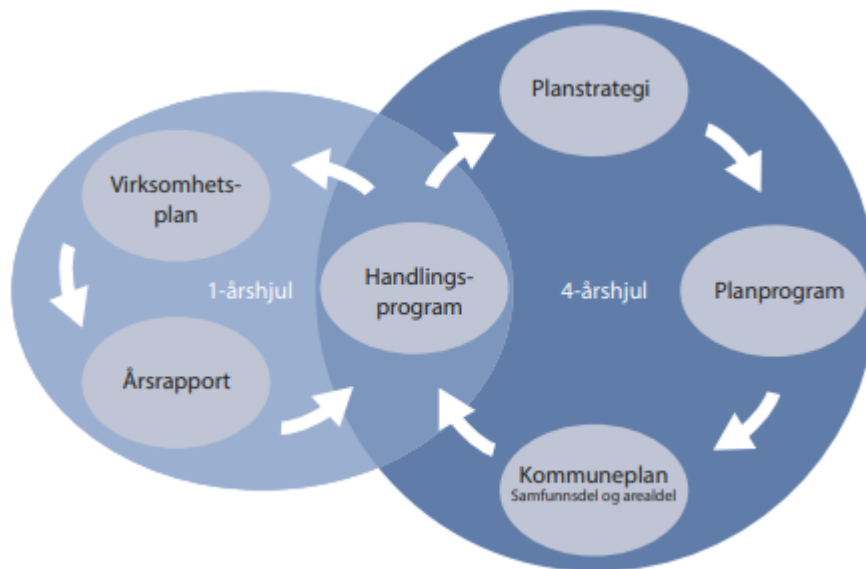 Planstrategi
Virksomhets-
plan
1-årshjul
Handlings-
program
4-årshjul
Planprogram
Årsrapport
Kommuneplan
Samfunnsdel og arealdel